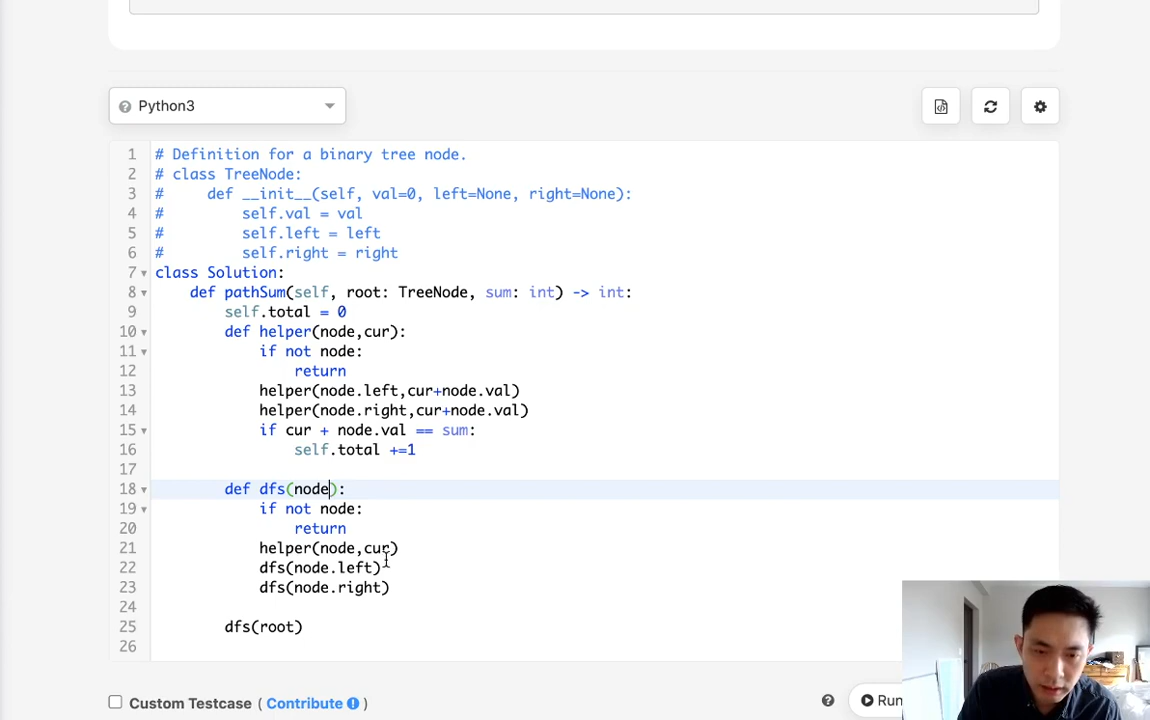 Python3
1 # Definition for a binary tree node.
2 # class TreeNode:
3 #     def __init__(self, val=0, left=None, right=None):
4 #         self.val = val
5 #         self.left = left
6 #         self.right = right
7 class Solution:
8     def pathSum(self, root: TreeNode, sum: int) -> int:
9         self.total = 0
10         def helper(node,cur):
11             if not node:
12                 return
13             helper(node.left,cur+node.val)
14             helper(node.right,cur+node.val)
15             if cur + node.val == sum:
16                 self.total +=1
17
18         def dfs(node):
19             if not node:
20                 return
21             helper(node,cur)
22             dfs(node.left)
23             dfs(node.right)
24
25         dfs(root)
26
Custom Testcase ( Contribute )
Run